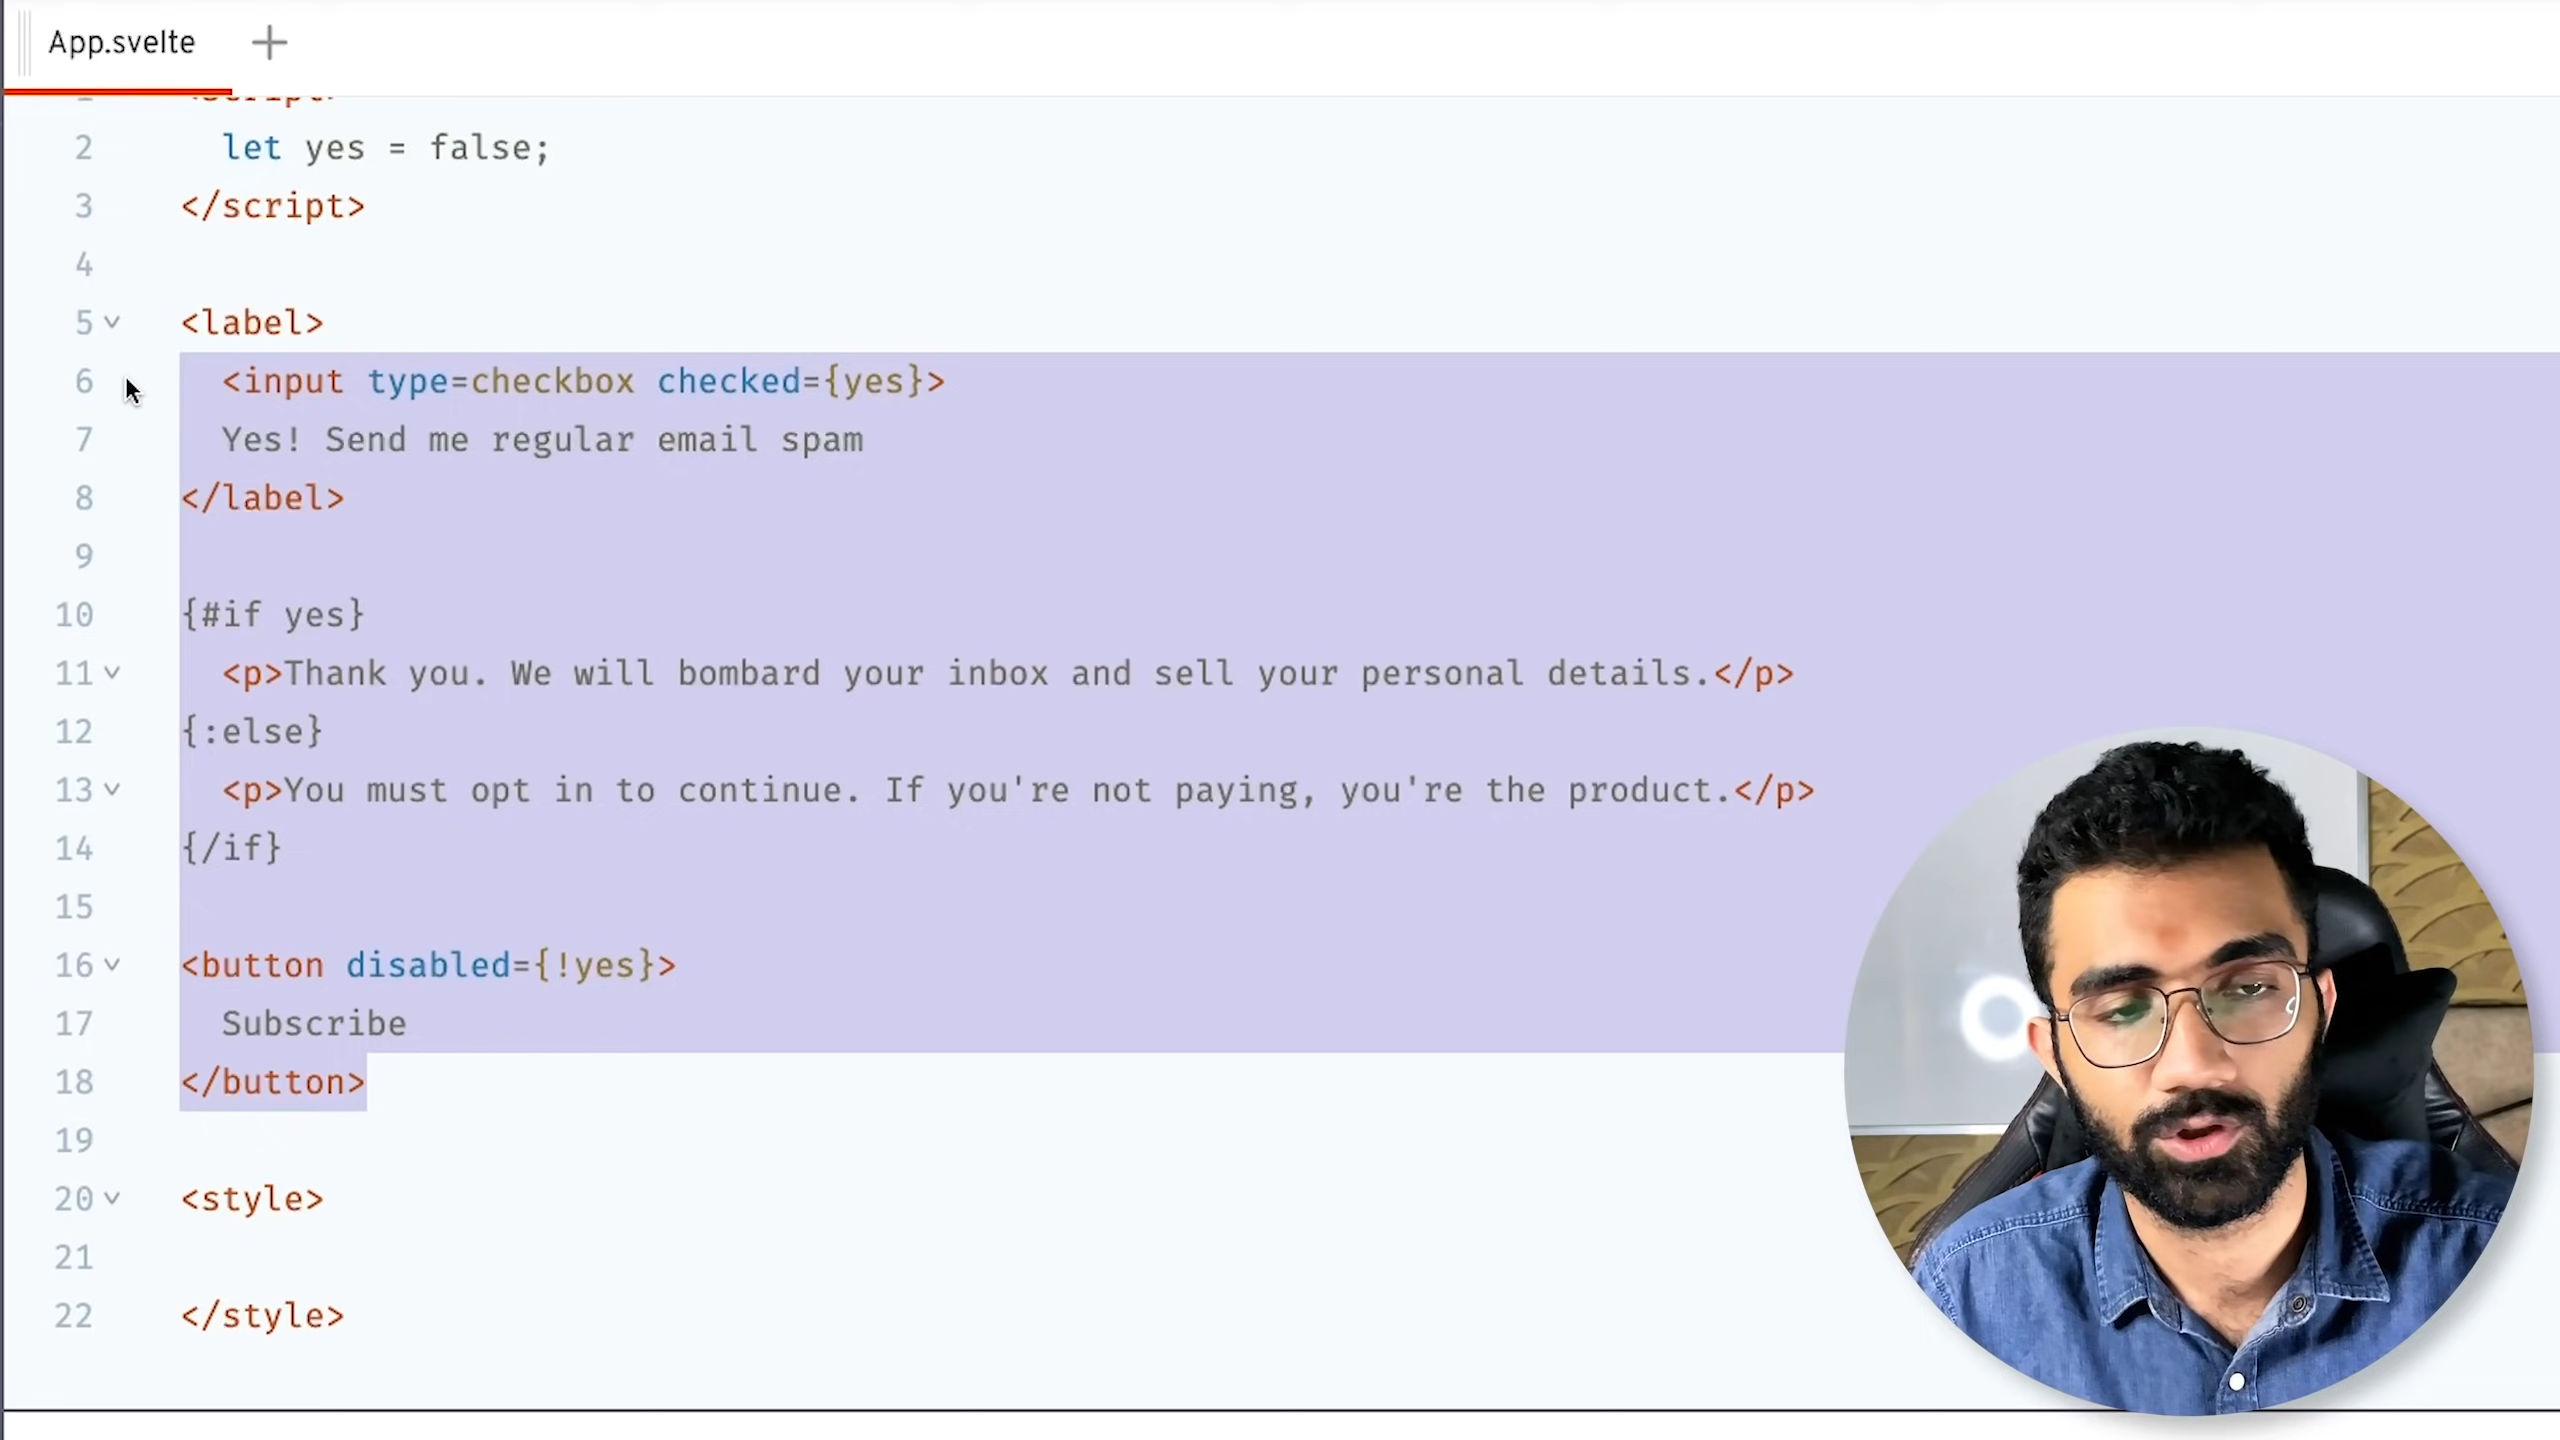 App.svelte
1 <script>
2 let yes = false;
3 </script>
4
5 <label>
6 <input type=checkbox checked={yes}>
7 Yes! Send me regular email spam
8 </label>
9
10 {#if yes}
11 <p>Thank you. We will bombard your inbox and sell your personal details.</p>
12 {:else}
13 <p>You must opt in to continue. If you're not paying, you're the product.</p>
14 {/if}
15
16 <button disabled={!yes}>
17 Subscribe
18 </button>
19
20 <style>
21
22 </style>